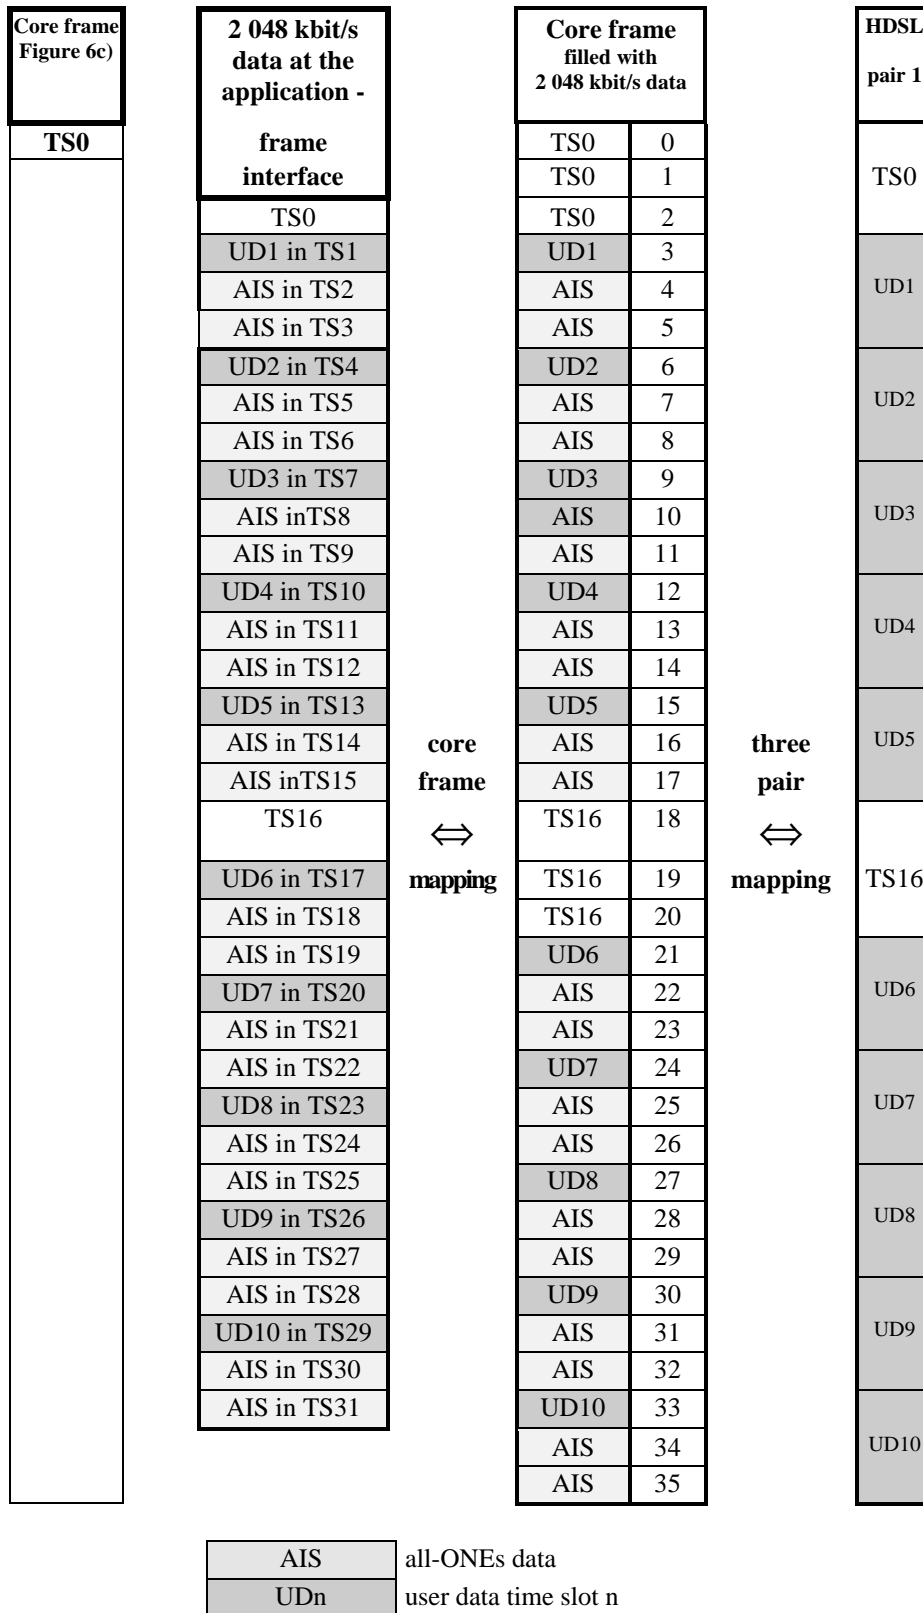 Core frame
Figure 6c)
2 048 kbit/s
data at the
application -
frame
interface
Core frame
filled with
2 048 kbit/s data
HDSL
pair 1
TS0
TS0 0
TS0 1
TS0
TS0 TS0 2
UD1 in TS1 UD1 3
AIS in TS2 AIS 4 UD1
AIS in TS3 AIS 5
UD2 in TS4 UD2 6
AIS in TS5 AIS 7 UD2
AIS in TS6 AIS 8
UD3 in TS7 UD3 9
AIS inTS8 AIS 10 UD3
AIS in TS9 AIS 11
UD4 in TS10 UD4 12
AIS in TS11 AIS 13 UD4
AIS in TS12 AIS 14
UD5 in TS13 UD5 15
AIS in TS14 core AIS 16 three UD5
AIS inTS15 frame AIS 17 pair
TS16 ⇔ TS16 18 ⇔
UD6 in TS17 mapping TS16 19 mapping TS16
AIS in TS18 TS16 20
AIS in TS19 UD6 21
UD7 in TS20 AIS 22 UD6
AIS in TS21 AIS 23
AIS in TS22 UD7 24
UD8 in TS23 AIS 25 UD7
AIS in TS24 AIS 26
AIS in TS25 UD8 27
UD9 in TS26 AIS 28 UD8
AIS in TS27 AIS 29
AIS in TS28 UD9 30
UD10 in TS29 AIS 31 UD9
AIS in TS30 AIS 32
AIS in TS31 UD10 33
AIS 34 UD10
AIS 35
AIS all-ONEs data
UDn user data time slot n